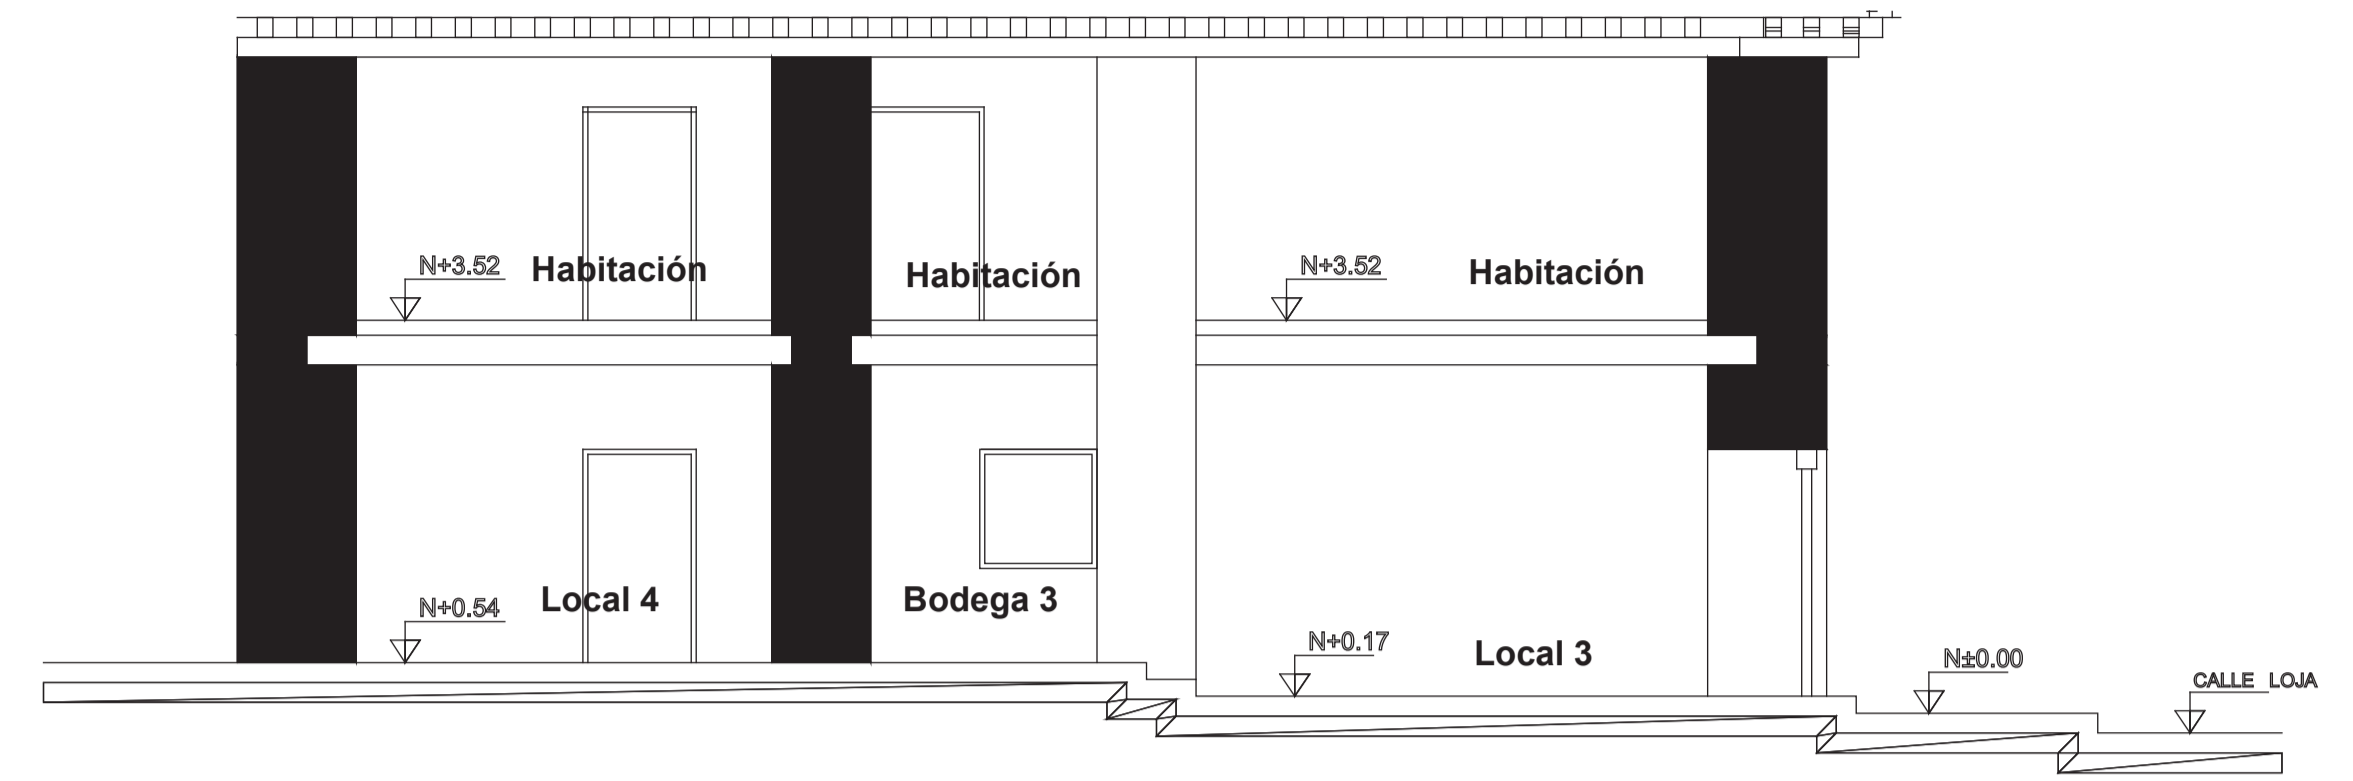 N+3.52
Habitación
Habitación
N+3.52
Habitación
N+0.54
Local 4
Bodega 3
N+0.17
Local 3
N±0.00
CALLE LOJA